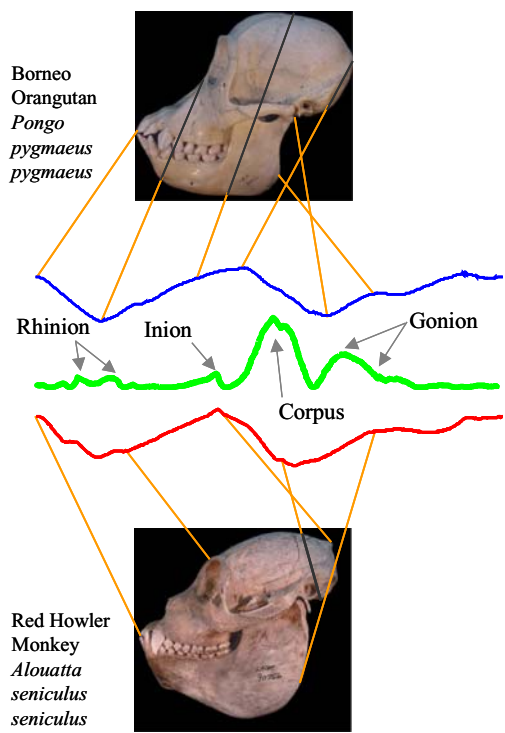 Borneo
Orangutan
Pongo
pygmaeus
pygmaeus
Rhinion
Inion
Gonion
Corpus
Red Howler
Monkey
Alouatta
seniculus
seniculus